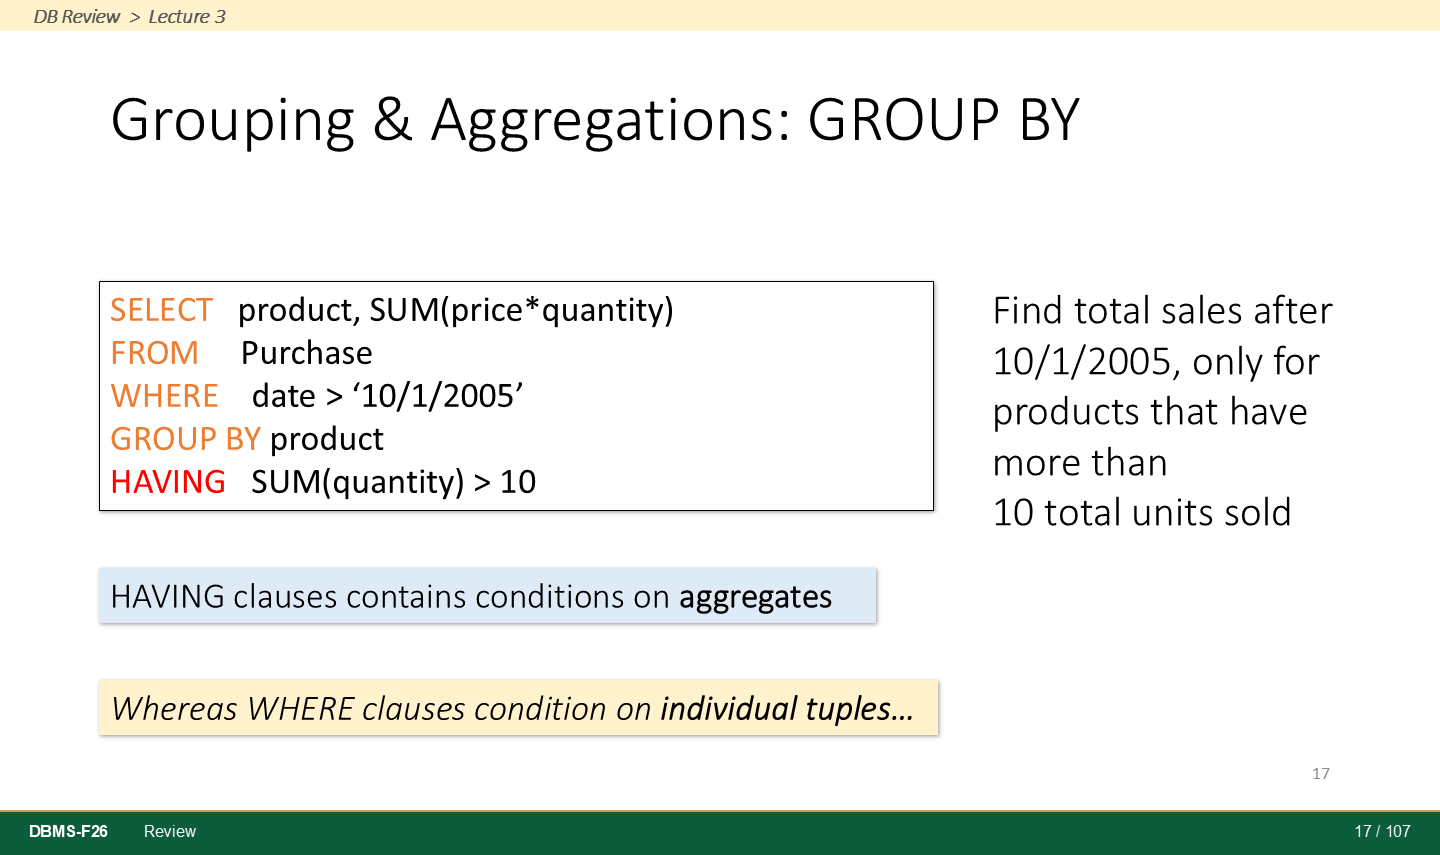 DB Review > Lecture 3
Grouping & Aggregations: GROUP BY
SELECT product, SUM(price*quantity)
FROM Purchase
WHERE date > ‘10/1/2005’
GROUP BY product
HAVING SUM(quantity) > 10
Find total sales after
10/1/2005, only for
products that have
more than
10 total units sold
HAVING clauses contains conditions on aggregates
Whereas WHERE clauses condition on individual tuples…
17
DBMS-F26 Review 17 / 107